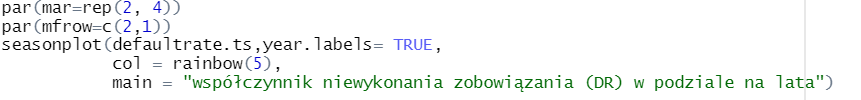 par(mar=rep(2, 4))
par(mfrow=c(2,1))
seasonplot(defaultrate.ts,year.labels= TRUE,
col = rainbow(5),
main = "współczynnik niewykonania zobowiązania (DR) w podziale na lata")